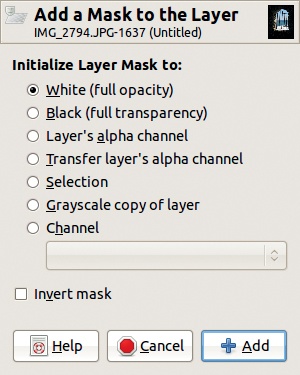 Add a Mask to the Layer
IMG_2794.JPG-1637 (Untitled)
Initialize Layer Mask to:
White (full opacity)
Black (full transparency)
Layer's alpha channel
Transfer layer's alpha channel
Selection
Grayscale copy of layer
Channel
Invert mask
Help Cancel Add